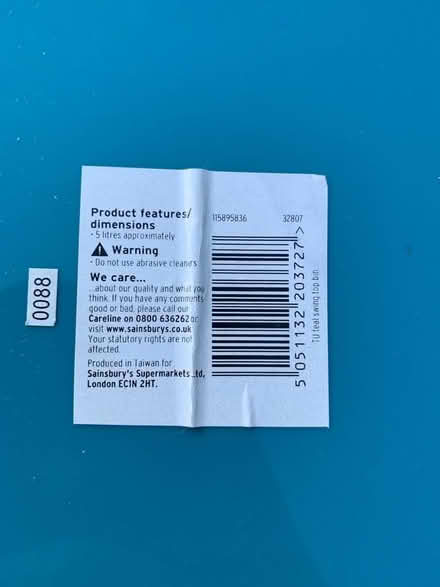 Product features/
dimensions
- 5 litres approximately
Warning
- Do not use abrasive cleaners
We care...
...about our quality and what you
think. If you have any comments
good or bad, please call our
Careline on 0800 636262 or
visit www.sainsburys.co.uk
Your statutory rights are not
affected.
Produced in Taiwan for
Sainsbury's Supermarkets Ltd,
London EC1N 2HT.
115895836 32807
5 051132 203727 >
TU teal swing top bin
0088